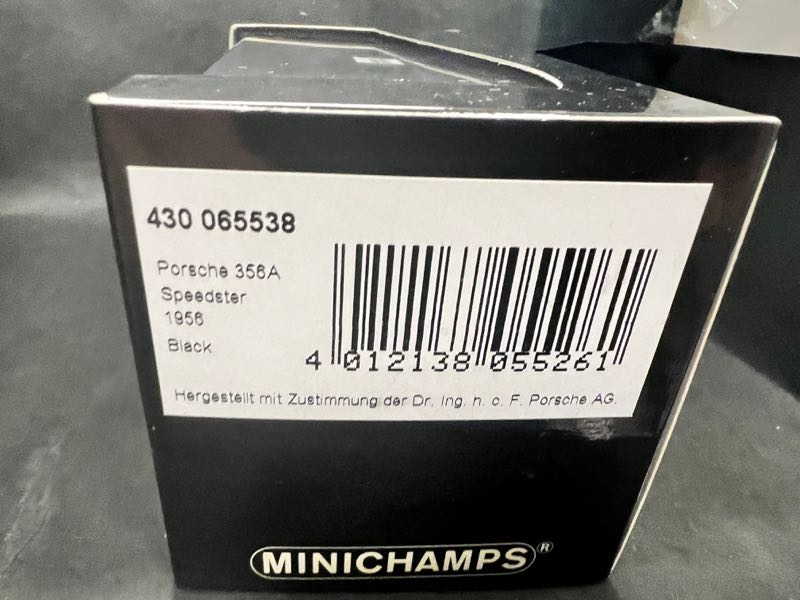 430 065538
Porsche 356A
Speedster
1956
Black
4 012138 055261
Hergestellt mit Zustimmung der Dr. Ing. h. c. F. Porsche AG.
MINICHAMPS®